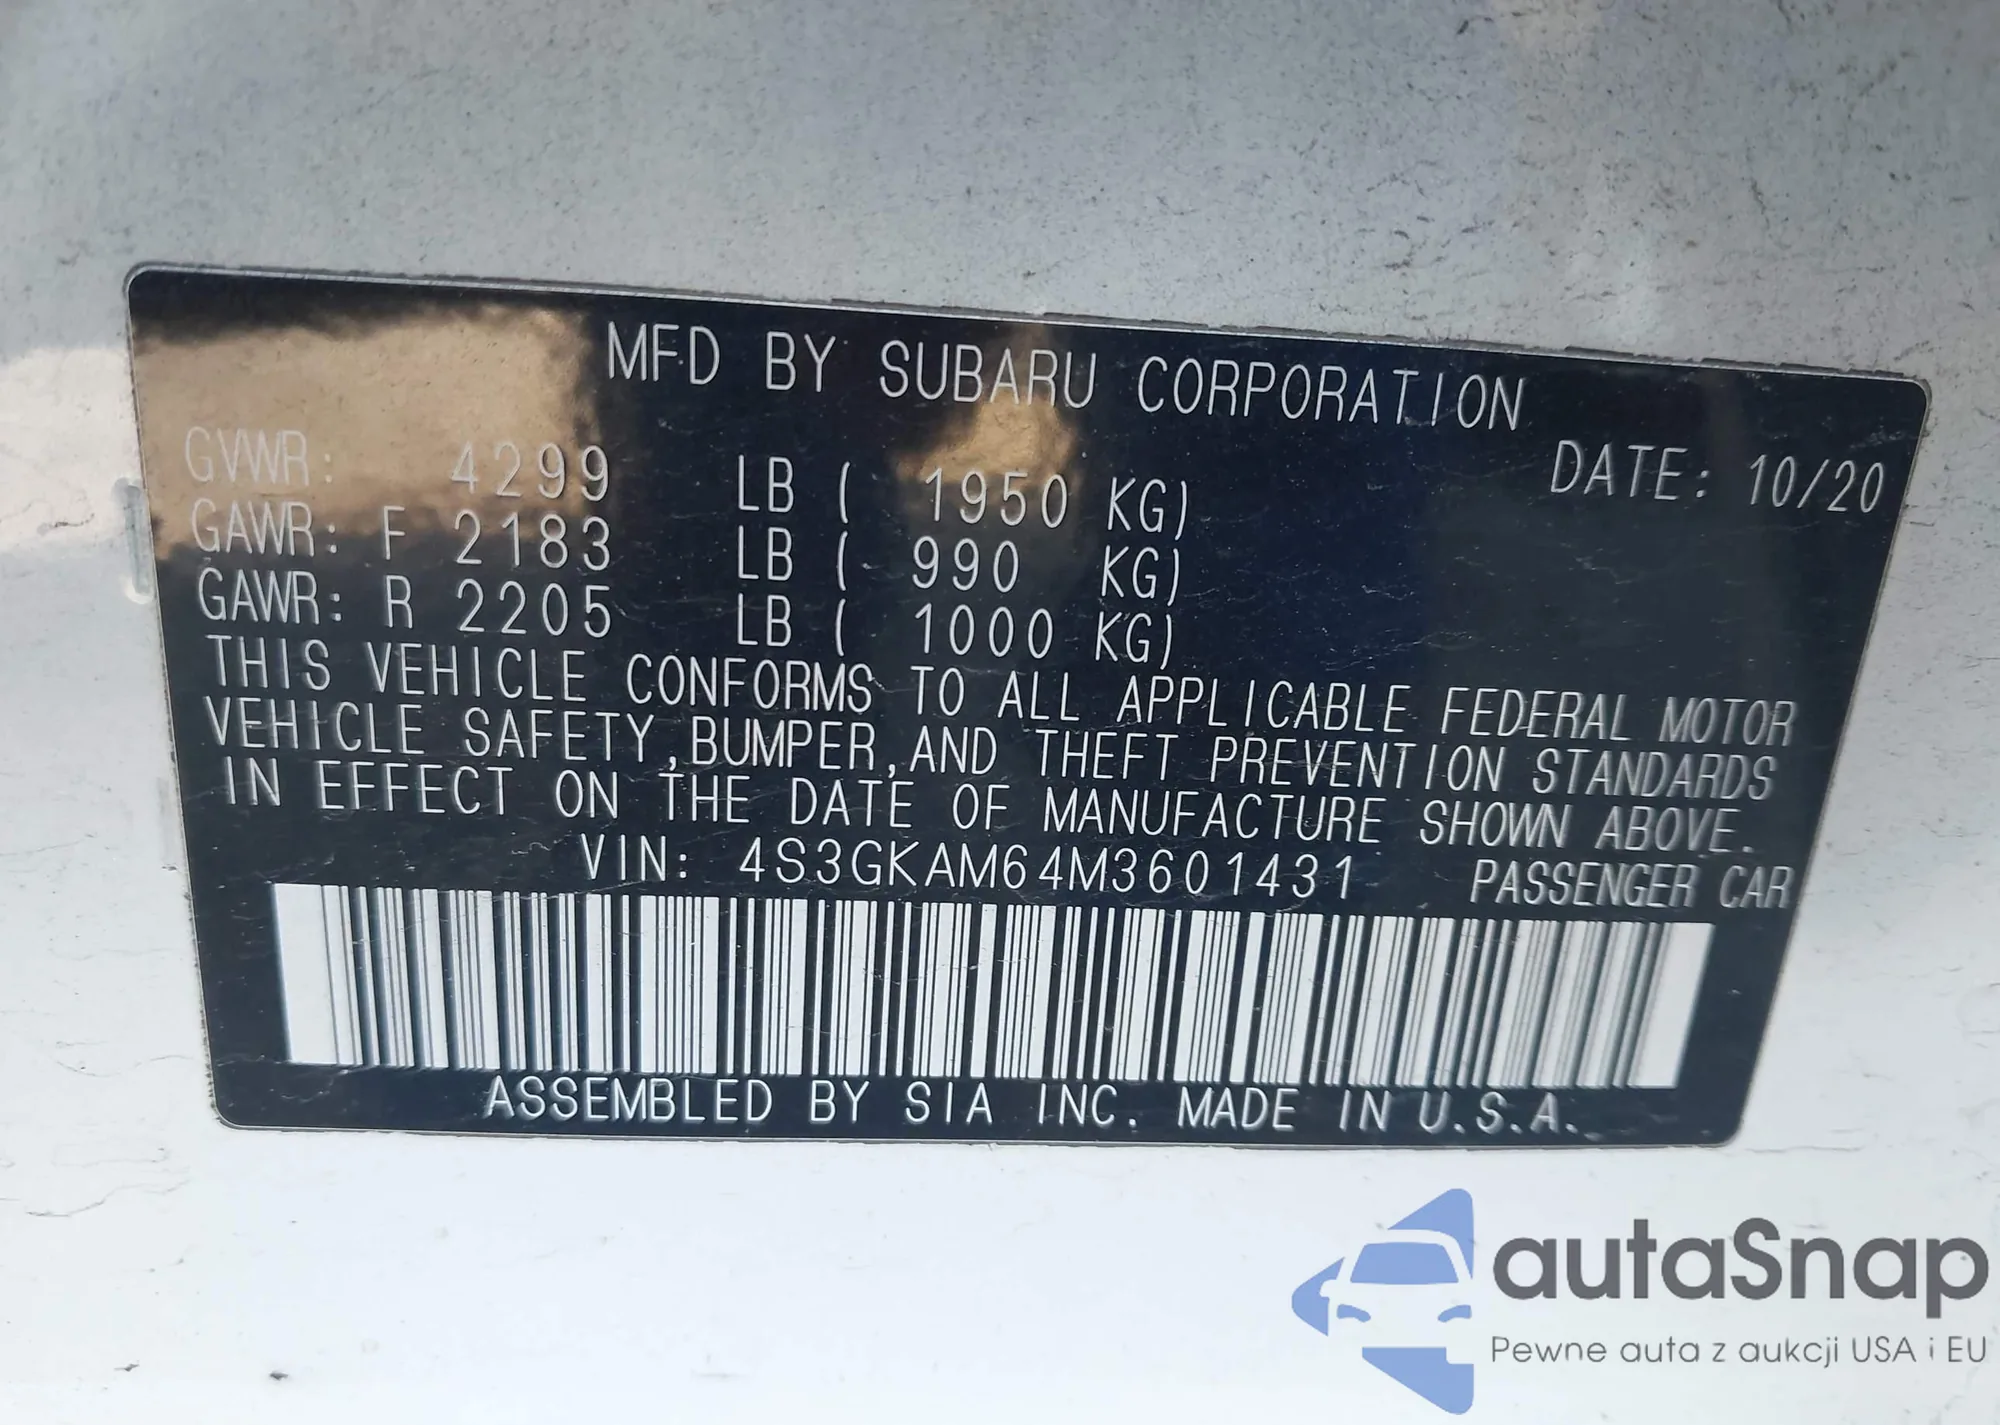 MFD BY SUBARU CORPORATION
DATE: 10/20
GVWR: 4299 LB ( 1950 KG)
GAWR: F 2183 LB ( 990 KG)
GAWR: R 2205 LB ( 1000 KG)
THIS VEHICLE CONFORMS TO ALL APPLICABLE FEDERAL MOTOR
VEHICLE SAFETY,BUMPER,AND THEFT PREVENTION STANDARDS
IN EFFECT ON THE DATE OF MANUFACTURE SHOWN ABOVE.
VIN: 4S3GKAM64M3601431 PASSENGER CAR
ASSEMBLED BY SIA INC. MADE IN U.S.A.
autaSnap
Pewne auta z aukcji USA i EU